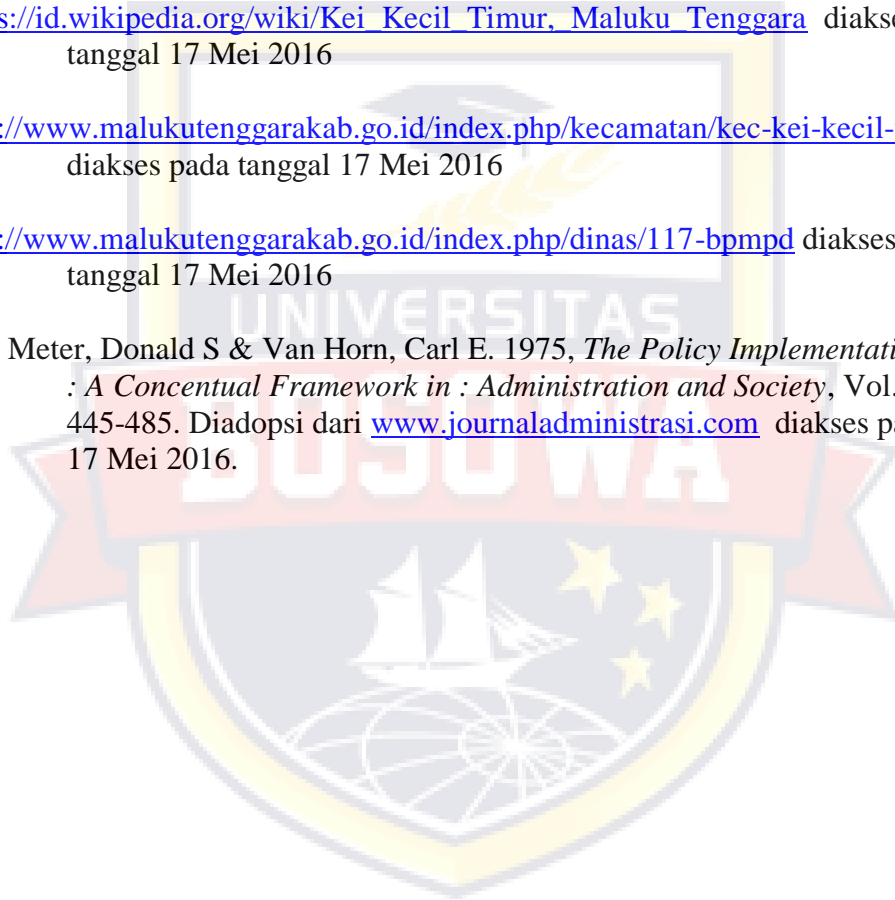 s://id.wikipedia.org/wiki/Kei_Kecil_Timur,_Maluku_Tenggara diakse
tanggal 17 Mei 2016
://www.malukutenggarakab.go.id/index.php/kecamatan/kec-kei-kecil-
diakses pada tanggal 17 Mei 2016
://www.malukutenggarakab.go.id/index.php/dinas/117-bpmpd diakses
tanggal 17 Mei 2016
UNIVERSITAS
Meter, Donald S & Van Horn, Carl E. 1975, The Policy Implementati
: A Concentual Framework in : Administration and Society, Vol.
445-485. Diadopsi dari www.journaladministrasi.com diakses pa
17 Mei 2016.
BOSOWA